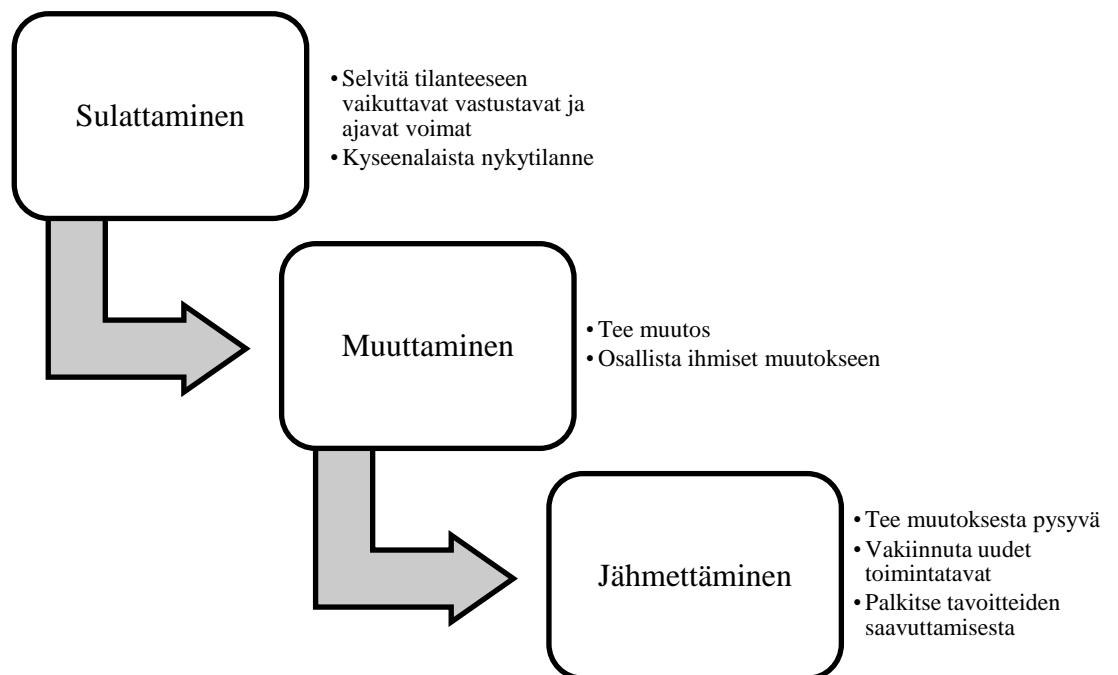 Sulattaminen
• Selvitä tilanteeseen
vaikuttavat vastustavat ja
ajavat voimat
• Kyseenalaista nykytilanne
Muuttaminen
• Tee muutos
• Osallista ihmiset muutokseen
Jähmettäminen
• Tee muutoksesta pysyvä
• Vakiinnuta uudet
toimintatavat
• Palkitse tavoitteiden
saavuttamisesta